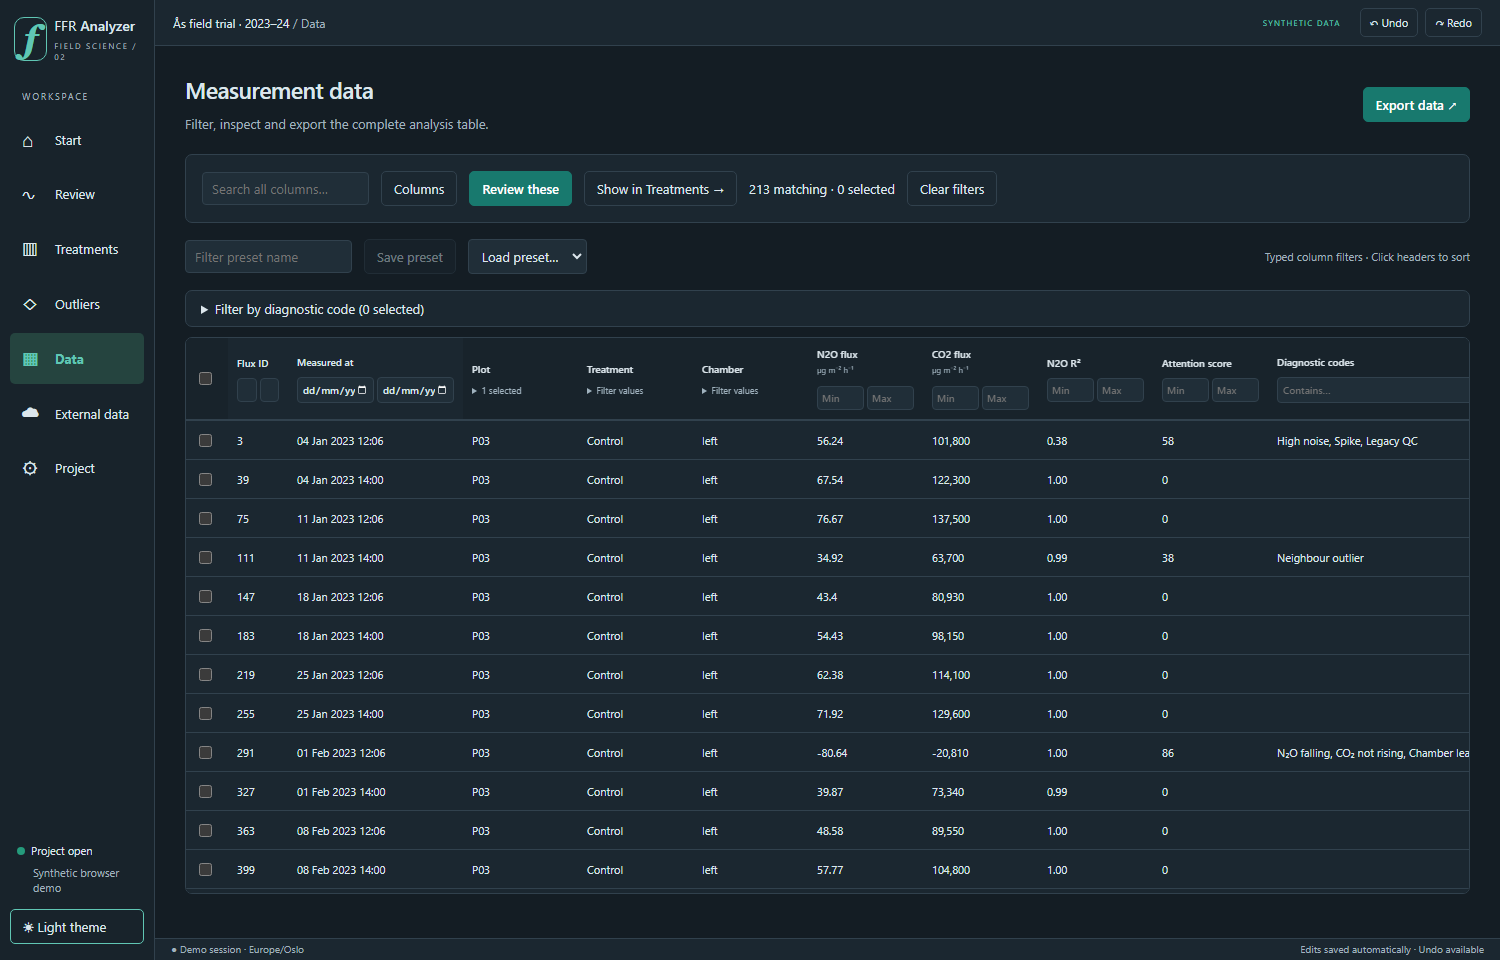 FFR Analyzer
FIELD SCIENCE /
02
WORKSPACE
Start
Review
Treatments
Outliers
Data
External data
Project
Project open
Synthetic browser
demo
☀ Light theme
Ås field trial · 2023–24 / Data
SYNTHETIC DATA
↶ Undo
↷ Redo
Measurement data
Filter, inspect and export the complete analysis table.
Export data ↗
Search all columns...
Columns
Review these
Show in Treatments →
213 matching · 0 selected
Clear filters
Filter preset name
Save preset
Load preset...
Typed column filters · Click headers to sort
▶ Filter by diagnostic code (0 selected)
Flux ID
Measured at
dd/mm/yy dd/mm/yy
Plot
▶ 1 selected
Treatment
▶ Filter values
Chamber
▶ Filter values
N2O flux
µg m⁻² h⁻¹
Min Max
CO2 flux
µg m⁻² h⁻¹
Min Max
N2O R²
Min Max
Attention score
Min Max
Diagnostic codes
Contains...
3 04 Jan 2023 12:06 P03 Control left 56.24 101,800 0.38 58 High noise, Spike, Legacy QC
39 04 Jan 2023 14:00 P03 Control left 67.54 122,300 1.00 0
75 11 Jan 2023 12:06 P03 Control left 76.67 137,500 1.00 0
111 11 Jan 2023 14:00 P03 Control left 34.92 63,700 0.99 38 Neighbour outlier
147 18 Jan 2023 12:06 P03 Control left 43.4 80,930 1.00 0
183 18 Jan 2023 14:00 P03 Control left 54.43 98,150 1.00 0
219 25 Jan 2023 12:06 P03 Control left 62.38 114,100 1.00 0
255 25 Jan 2023 14:00 P03 Control left 71.92 129,600 1.00 0
291 01 Feb 2023 12:06 P03 Control left -80.64 -20,810 1.00 86 N₂O falling, CO₂ not rising, Chamber lea
327 01 Feb 2023 14:00 P03 Control left 39.87 73,340 0.99 0
363 08 Feb 2023 12:06 P03 Control left 48.58 89,550 1.00 0
399 08 Feb 2023 14:00 P03 Control left 57.77 104,800 1.00 0
● Demo session · Europe/Oslo
Edits saved automatically · Undo available